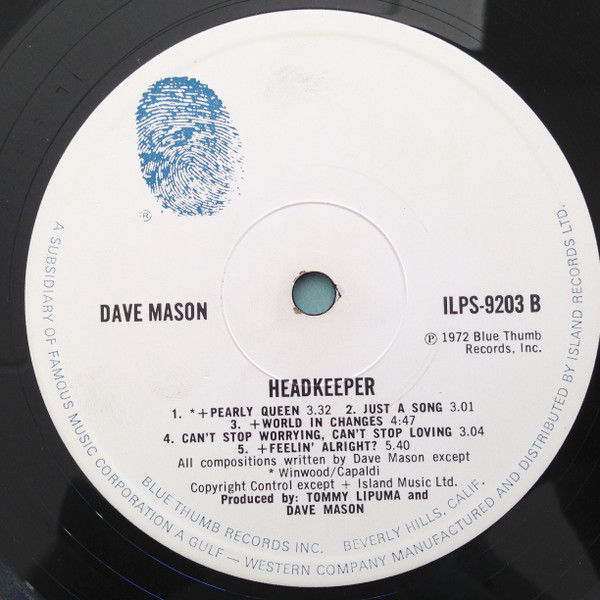 ®
DAVE MASON
ILPS-9203 B
℗ 1972 Blue Thumb
Records, Inc.
HEADKEEPER
1. *+PEARLY QUEEN 3.32 2. JUST A SONG 3.01
3. +WORLD IN CHANGES 4:47
4. CAN'T STOP WORRYING, CAN'T STOP LOVING 3.04
5. +FEELIN' ALRIGHT? 5.40
All compositions written by Dave Mason except
* Winwood/Capaldi
Copyright Control except + Island Music Ltd.
Produced by: TOMMY LIPUMA and
DAVE MASON
BLUE THUMB RECORDS INC. BEVERLY HILLS, CALIF.
A SUBSIDIARY OF FAMOUS MUSIC CORPORATION A GULF — WESTERN COMPANY MANUFACTURED AND DISTRIBUTED BY ISLAND RECORDS LTD.